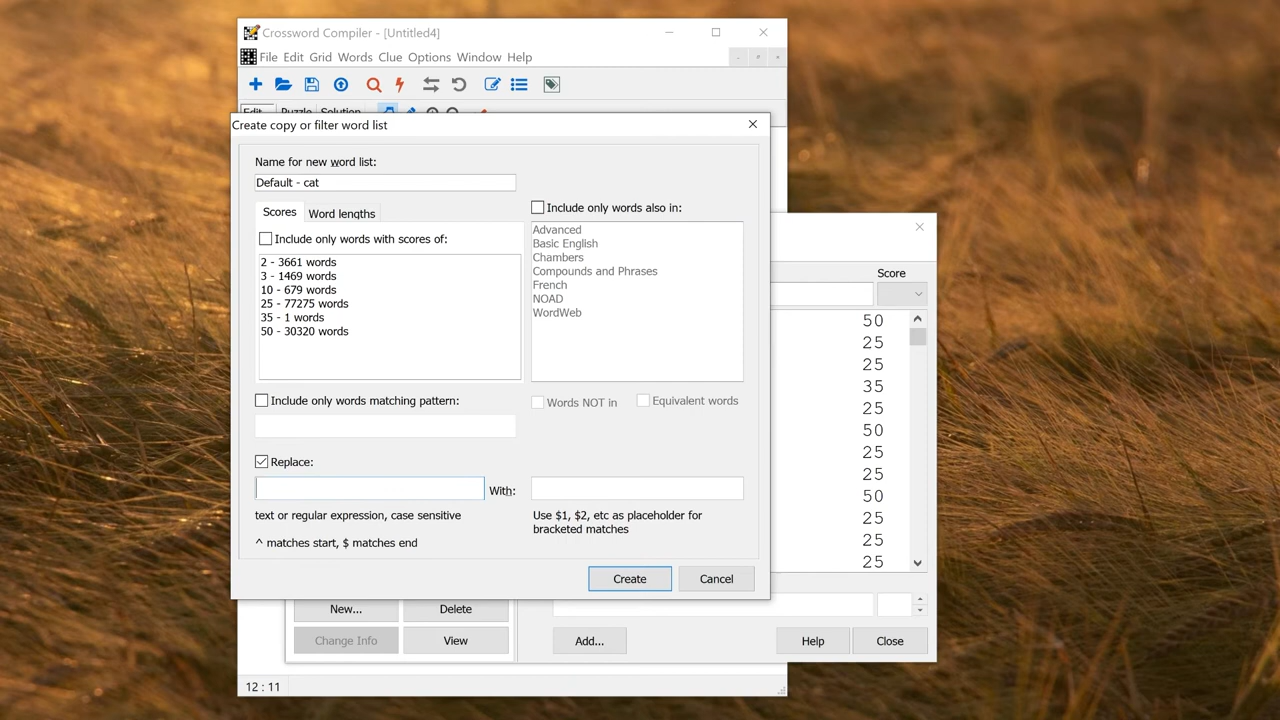 Crossword Compiler - [Untitled4]
File Edit Grid Words Clue Options Window Help
Edit Puzzle Solution
Create copy or filter word list
Name for new word list:
Default - cat
Scores Word lengths
Include only words with scores of:
2 - 3661 words
3 - 1469 words
10 - 679 words
25 - 77275 words
35 - 1 words
50 - 30320 words
Include only words also in:
Advanced
Basic English
Chambers
Compounds and Phrases
French
NOAD
WordWeb
Words NOT in Equivalent words
Include only words matching pattern:
Replace:
With:
text or regular expression, case sensitive
^ matches start, $ matches end
Use $1, $2, etc as placeholder for
bracketed matches
Create Cancel
Score
50
25
25
35
25
50
25
25
50
25
25
25
New... Delete
Change Info View
Add... Help Close
12 : 11